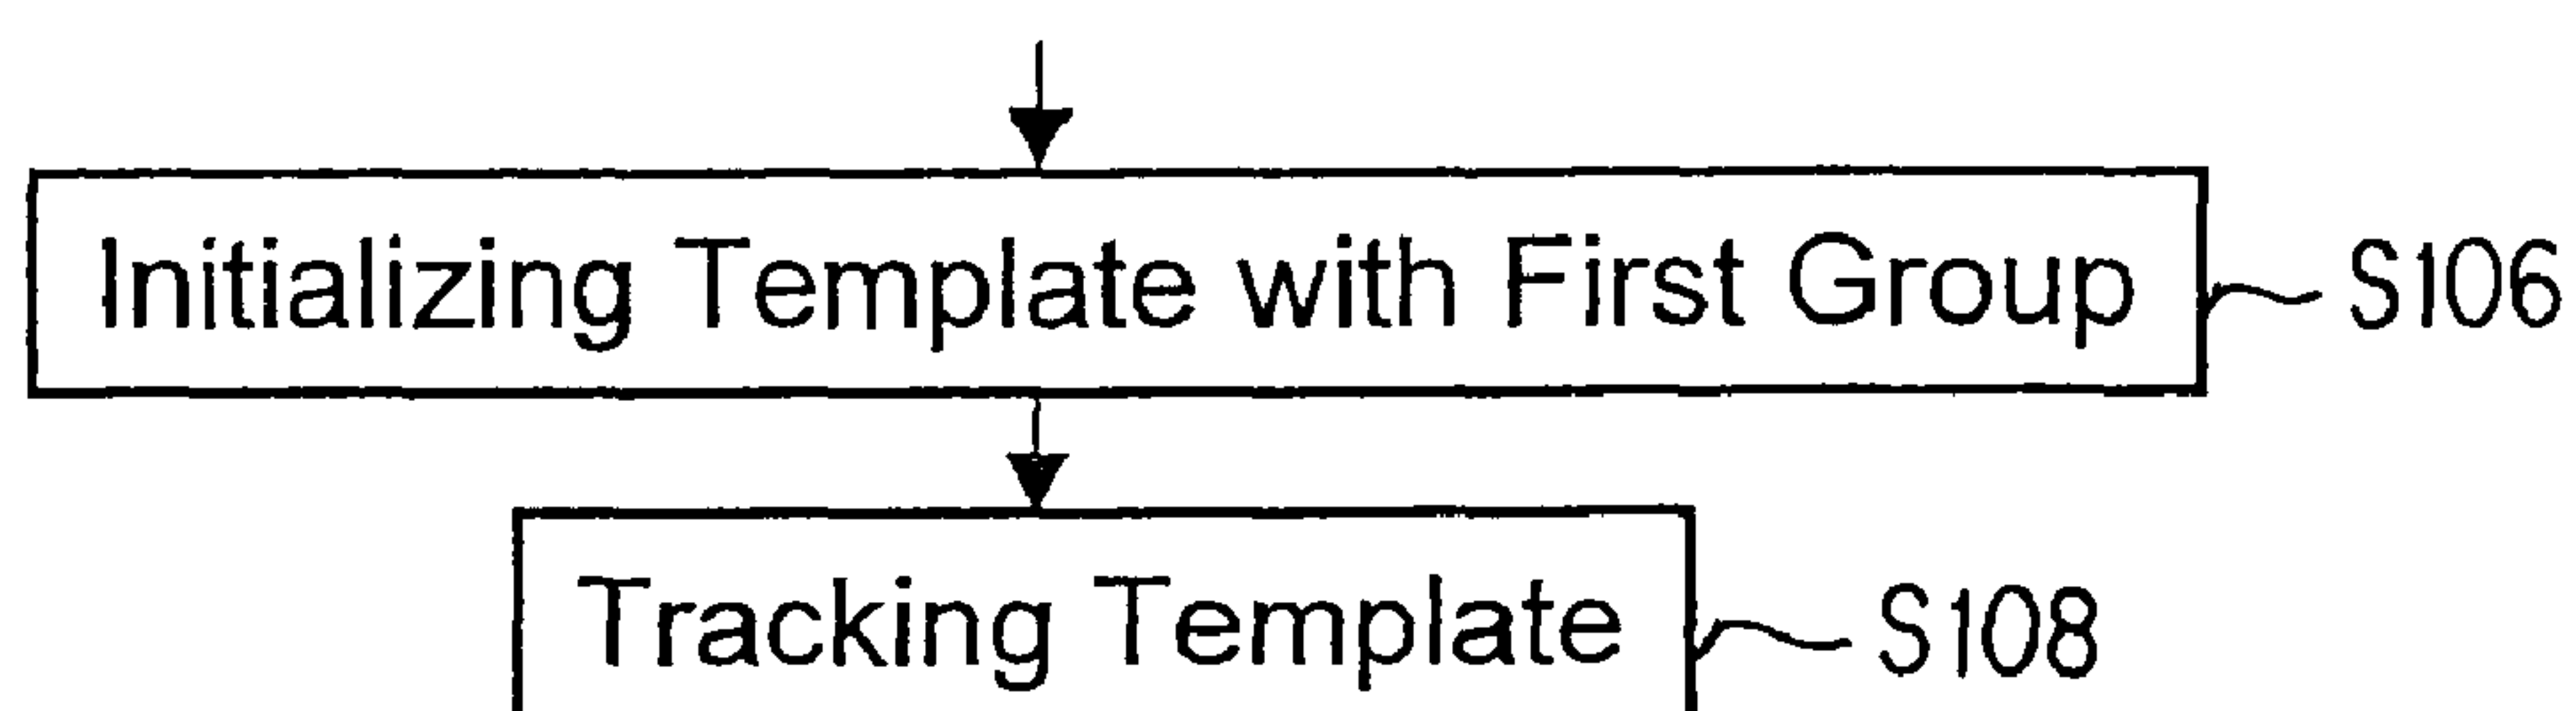 Initializing Template with First Group S106
Tracking Template S108